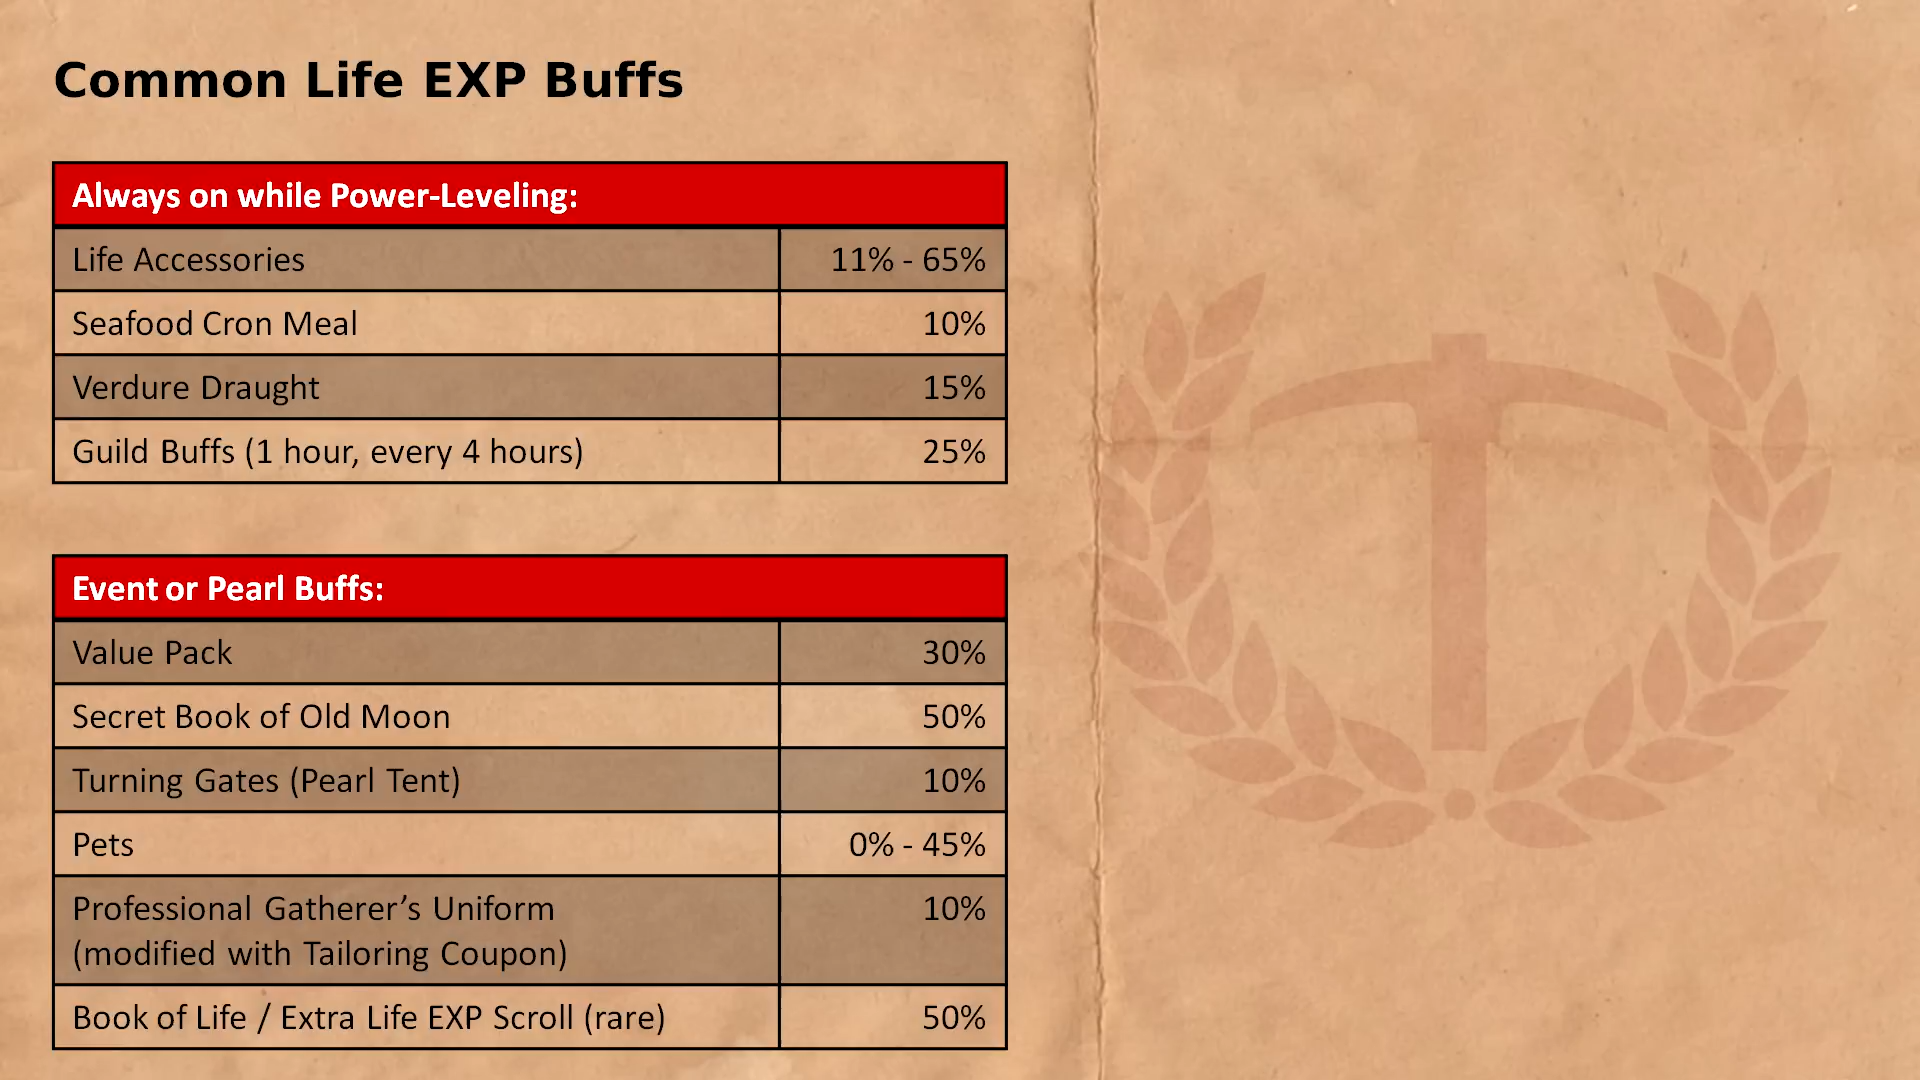 Common Life EXP Buffs
Always on while Power-Leveling:
Life Accessories 11% - 65%
Seafood Cron Meal 10%
Verdure Draught 15%
Guild Buffs (1 hour, every 4 hours) 25%
Event or Pearl Buffs:
Value Pack 30%
Secret Book of Old Moon 50%
Turning Gates (Pearl Tent) 10%
Pets 0% - 45%
Professional Gatherer’s Uniform 10%
(modified with Tailoring Coupon)
Book of Life / Extra Life EXP Scroll (rare) 50%